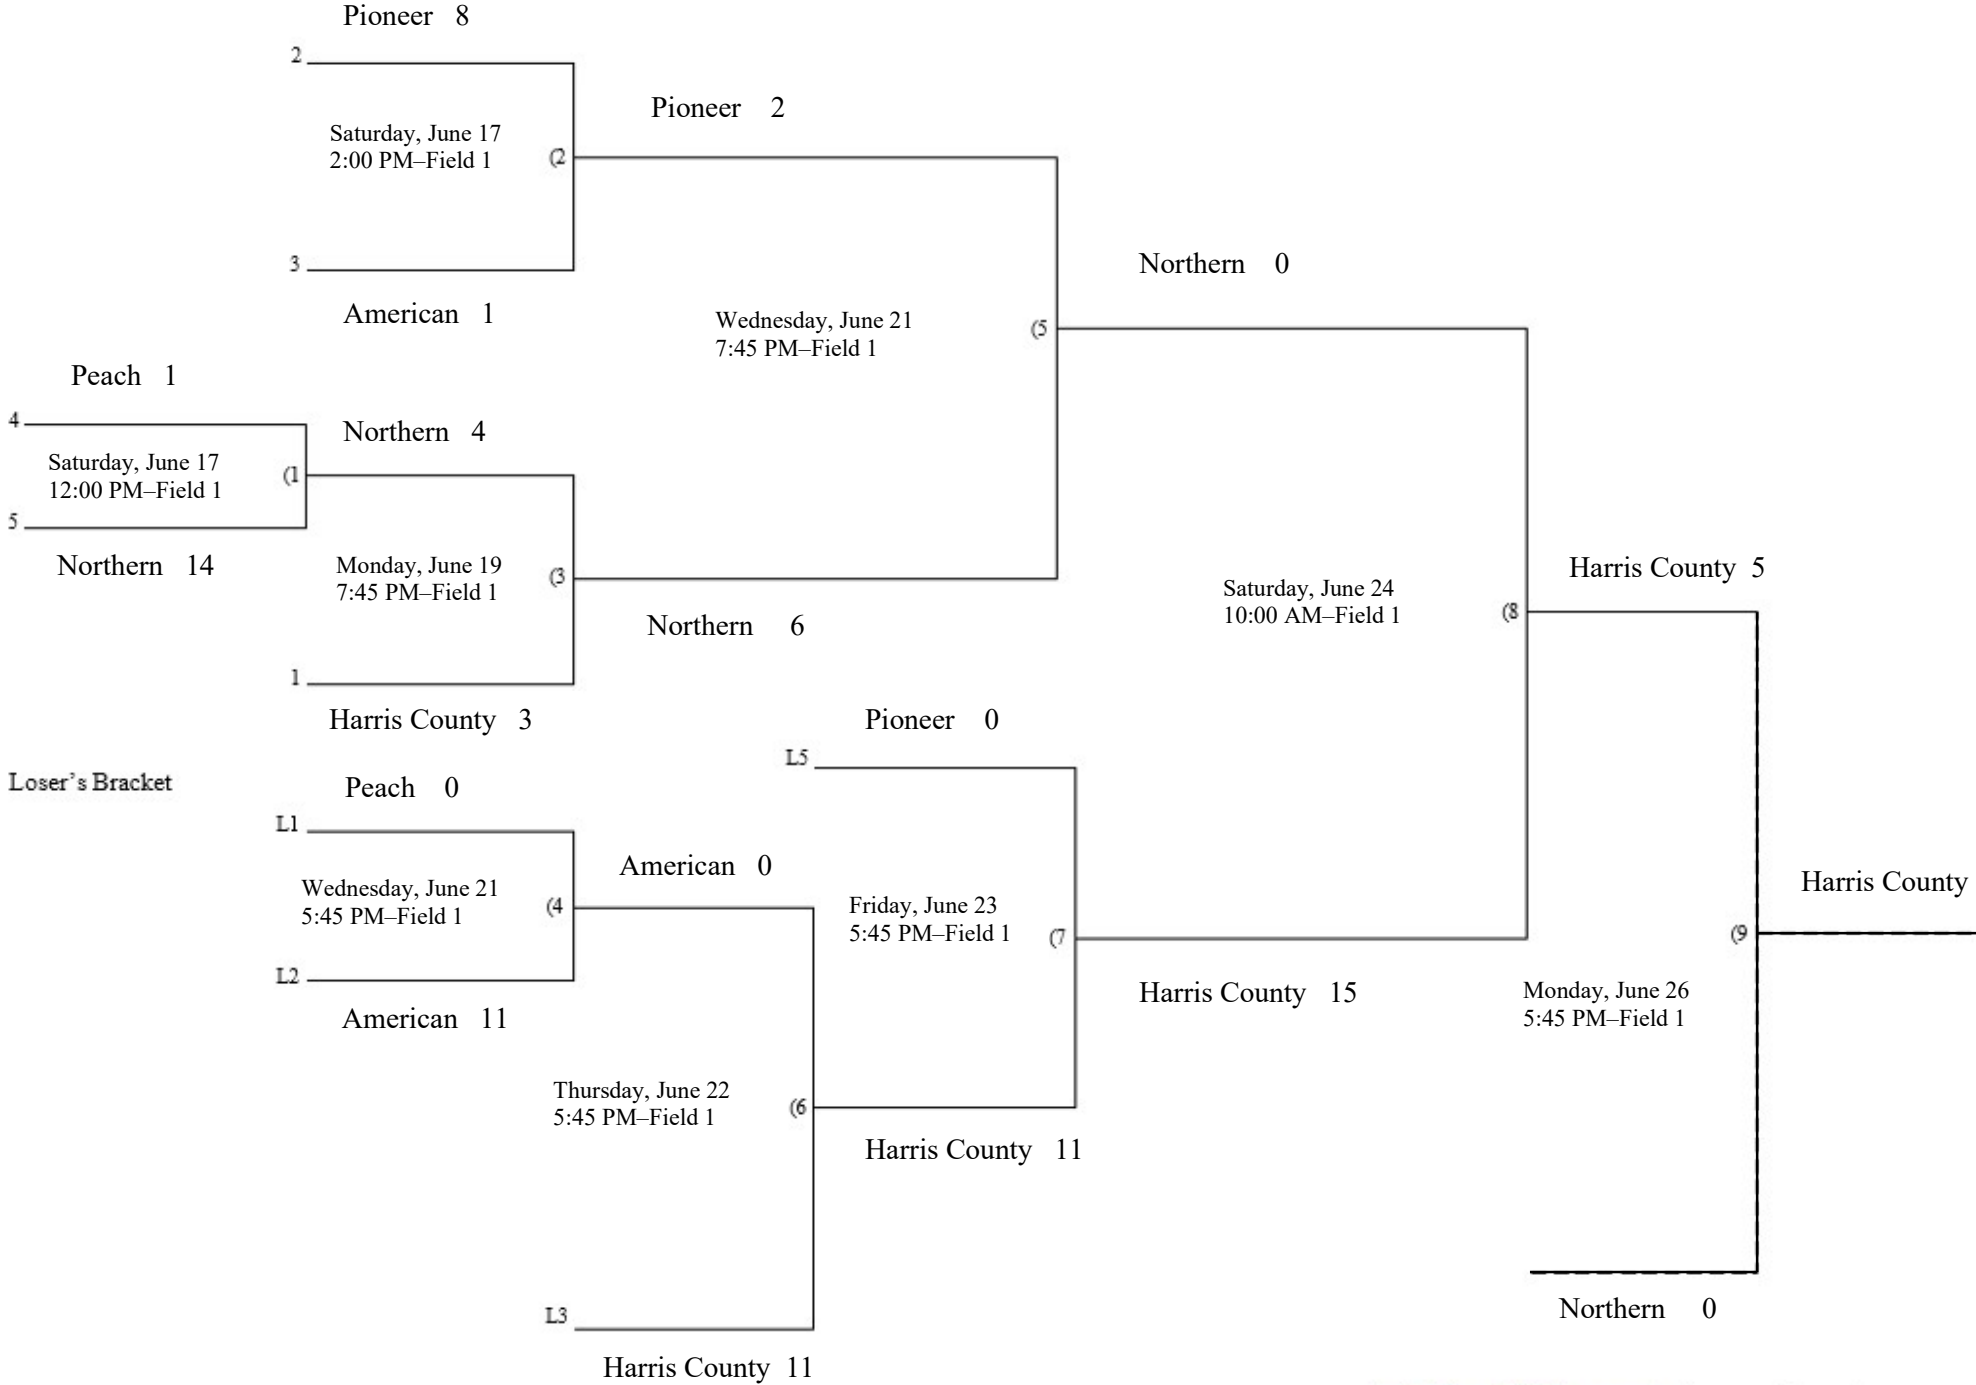 Pioneer 8
2
Pioneer 2
Saturday, June 17
2:00 PM–Field 1
(2
3
American 1
Northern 0
Wednesday, June 21
7:45 PM–Field 1
(5
Peach 1
4
Northern 4
Saturday, June 17
12:00 PM–Field 1
(1
5
Northern 14
Monday, June 19
7:45 PM–Field 1
(3
Northern 6
1
Harris County 3
Saturday, June 24
10:00 AM–Field 1
(8
Harris County 5
Loser's Bracket
Peach 0
L1
Wednesday, June 21
5:45 PM–Field 1
(4
L2
American 11
American 0
Pioneer 0
L5
Friday, June 23
5:45 PM–Field 1
(7
Harris County 15
Thursday, June 22
5:45 PM–Field 1
(6
Harris County 11
L3
Harris County 11
Monday, June 26
5:45 PM–Field 1
(9
Harris County
Northern 0